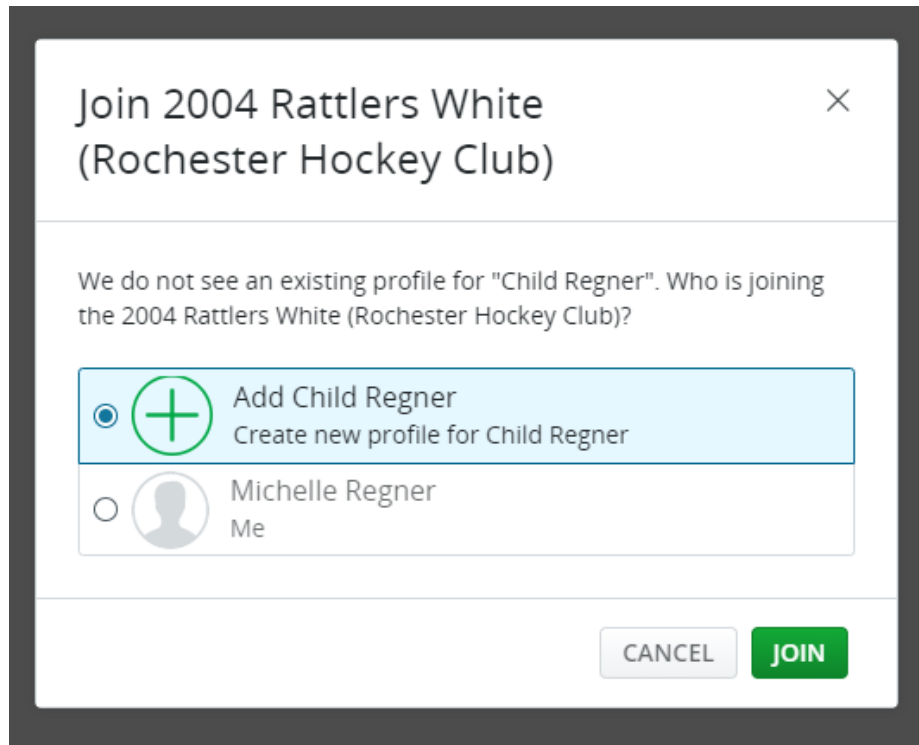 Join 2004 Rattlers White
(Rochester Hockey Club)
We do not see an existing profile for "Child Regner". Who is joining
the 2004 Rattlers White (Rochester Hockey Club)?
Add Child Regner
Create new profile for Child Regner
Michelle Regner
Me
CANCEL JOIN